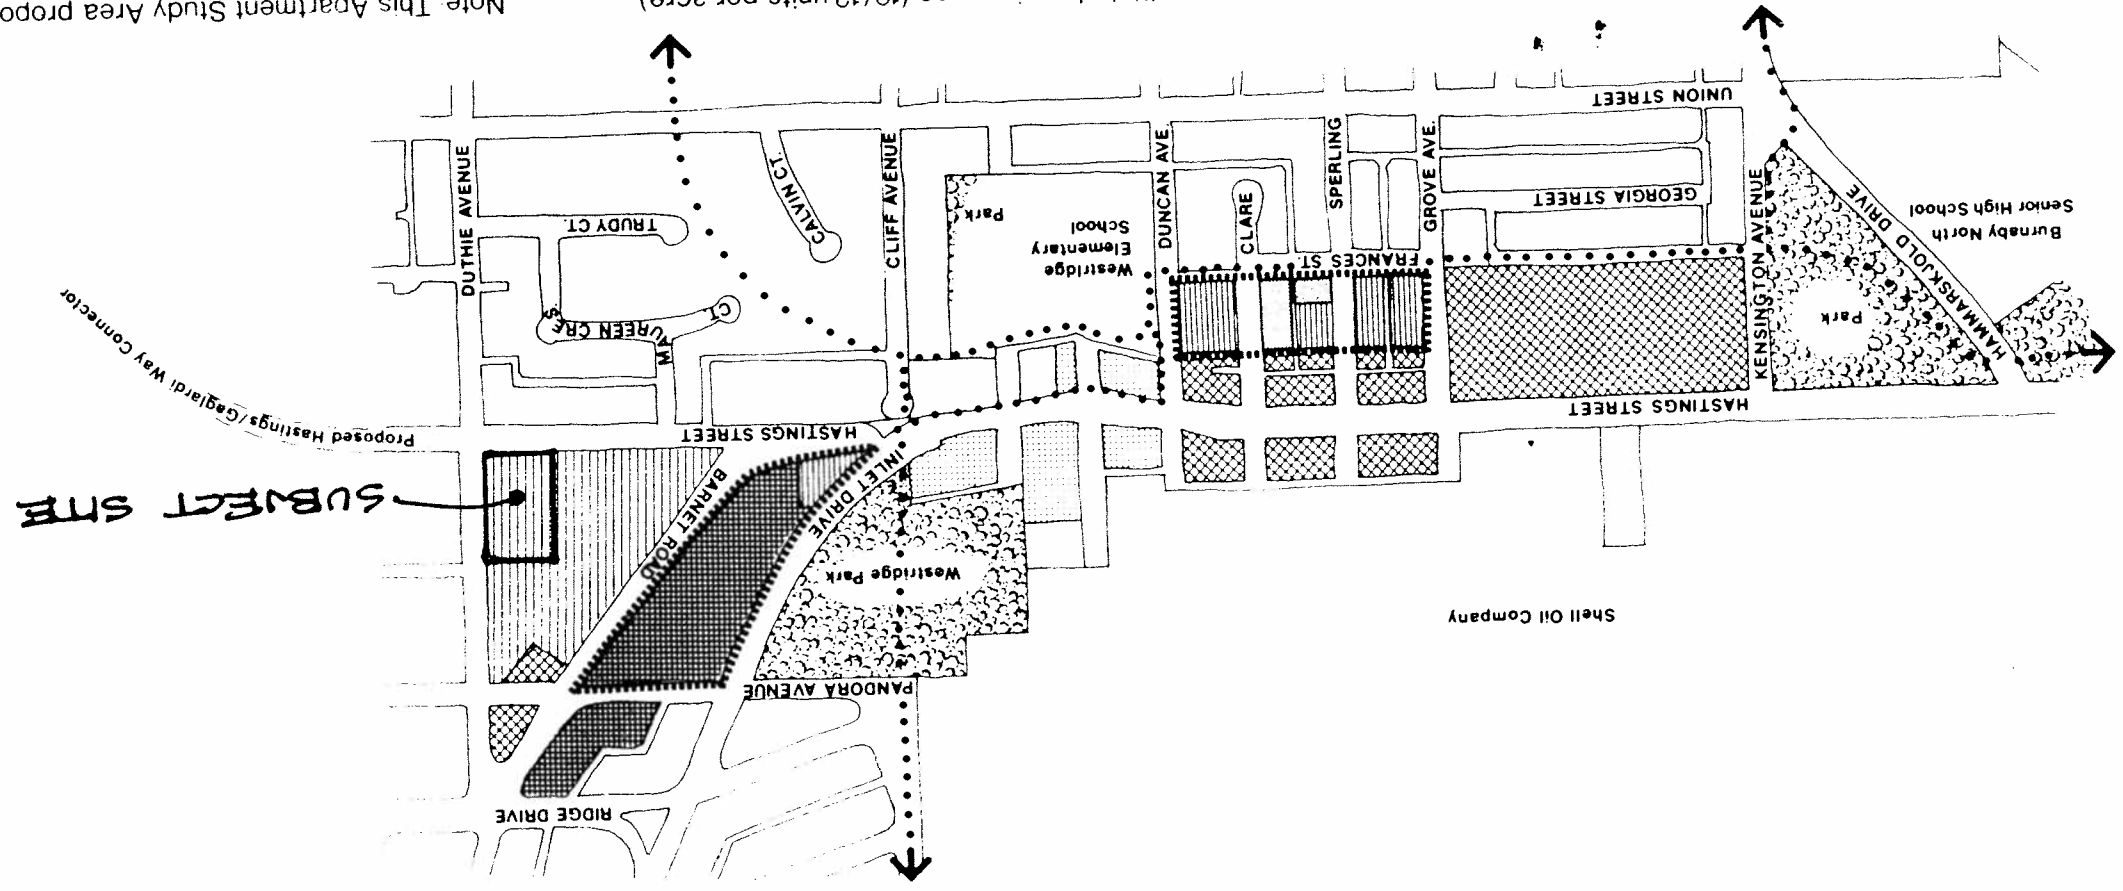 RIDGE DRIVE
PANDORA AVENUE
Shell Oil Company
Westridge Park
INLET DRIVE
BARNET ROAD
SUBJECT SITE
Proposed Hastings/Gaglardi Way Connector
HASTINGS STREET
HASTINGS STREET
KENSINGTON AVENUE
HAMMARSKJOLD DRIVE
Park
Burnaby North
Senior High School
MAUREEN CRES.
CT
FRANCES ST.
GEORGIA STREET
GROVE AVE.
SPERLING
CLARE
DUNCAN AVE.
Westridge
Elementary
School
Park
CLIFF AVENUE
CALVIN CT.
TRUDY CT.
DUTHIE AVENUE
UNION STREET
(10/12 units per acre)
Note: This Apartment Study Area